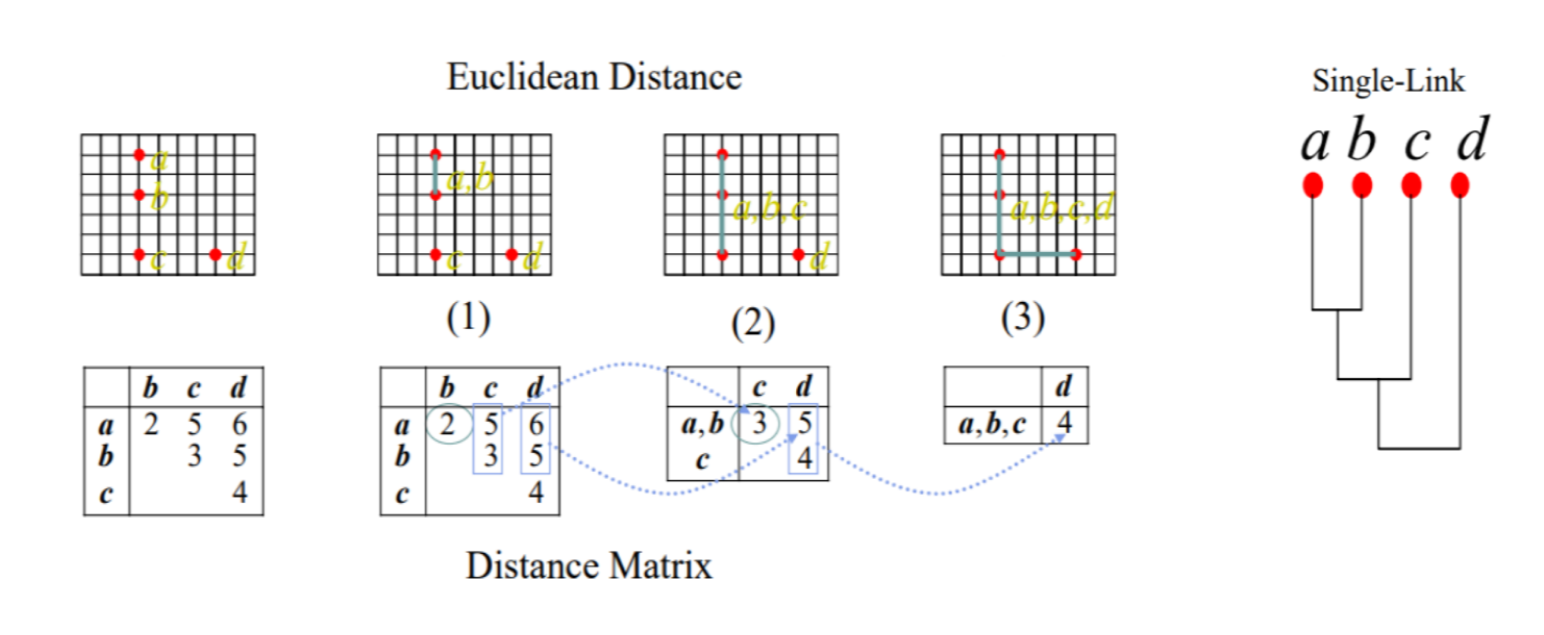 Euclidean Distance
Single-Link
a b c d
a
b
c d
a,b
c d
a,b,c
d
a,b,c,d
(1)
(2)
(3)
b c d
a 2 5 6
b 3 5
c 4
b c d
a 2 5 6
b 3 5
c 4
c d
a,b 3 5
c 4
d
a,b,c 4
Distance Matrix